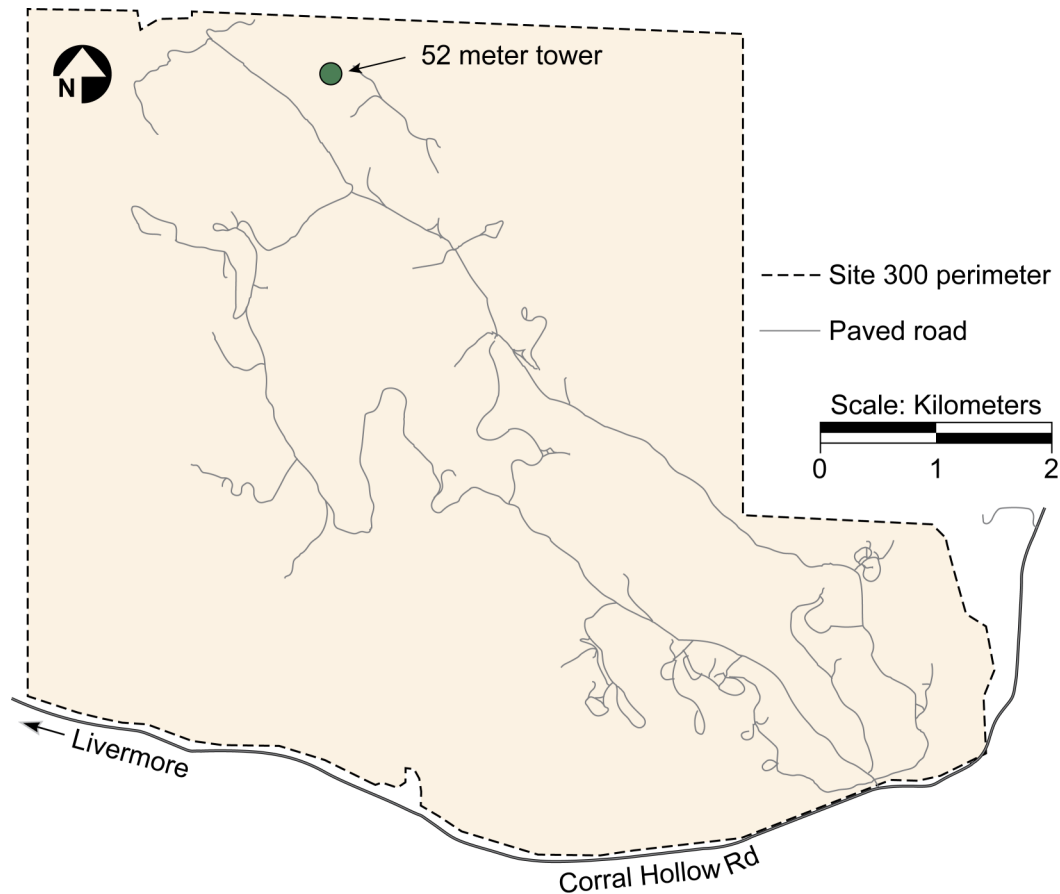 52 meter tower
N
Site 300 perimeter
Paved road
Scale: Kilometers
0 1 2
Livermore
Corral Hollow Rd